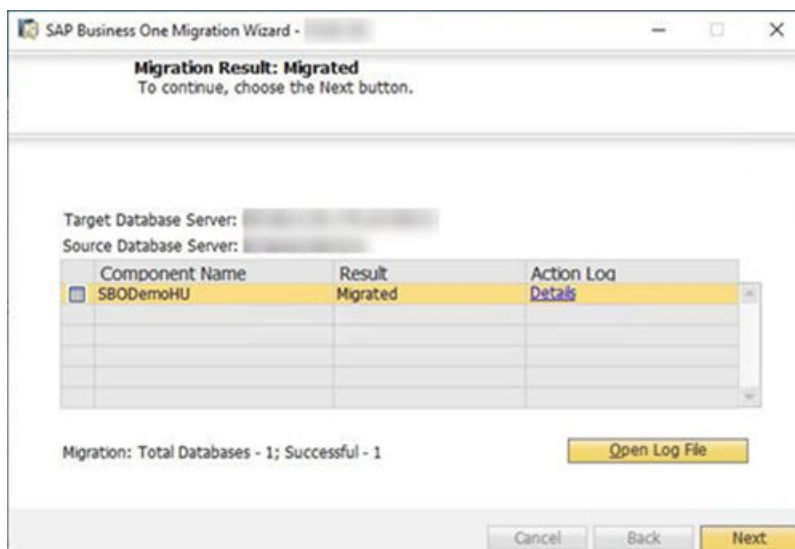 SAP Business One Migration Wizard -
Migration Result: Migrated
To continue, choose the Next button.
Target Database Server:
Source Database Server:
Component Name Result Action Log
SBODemoHU Migrated Details
Migration: Total Databases - 1; Successful - 1
Open Log File
Cancel Back Next